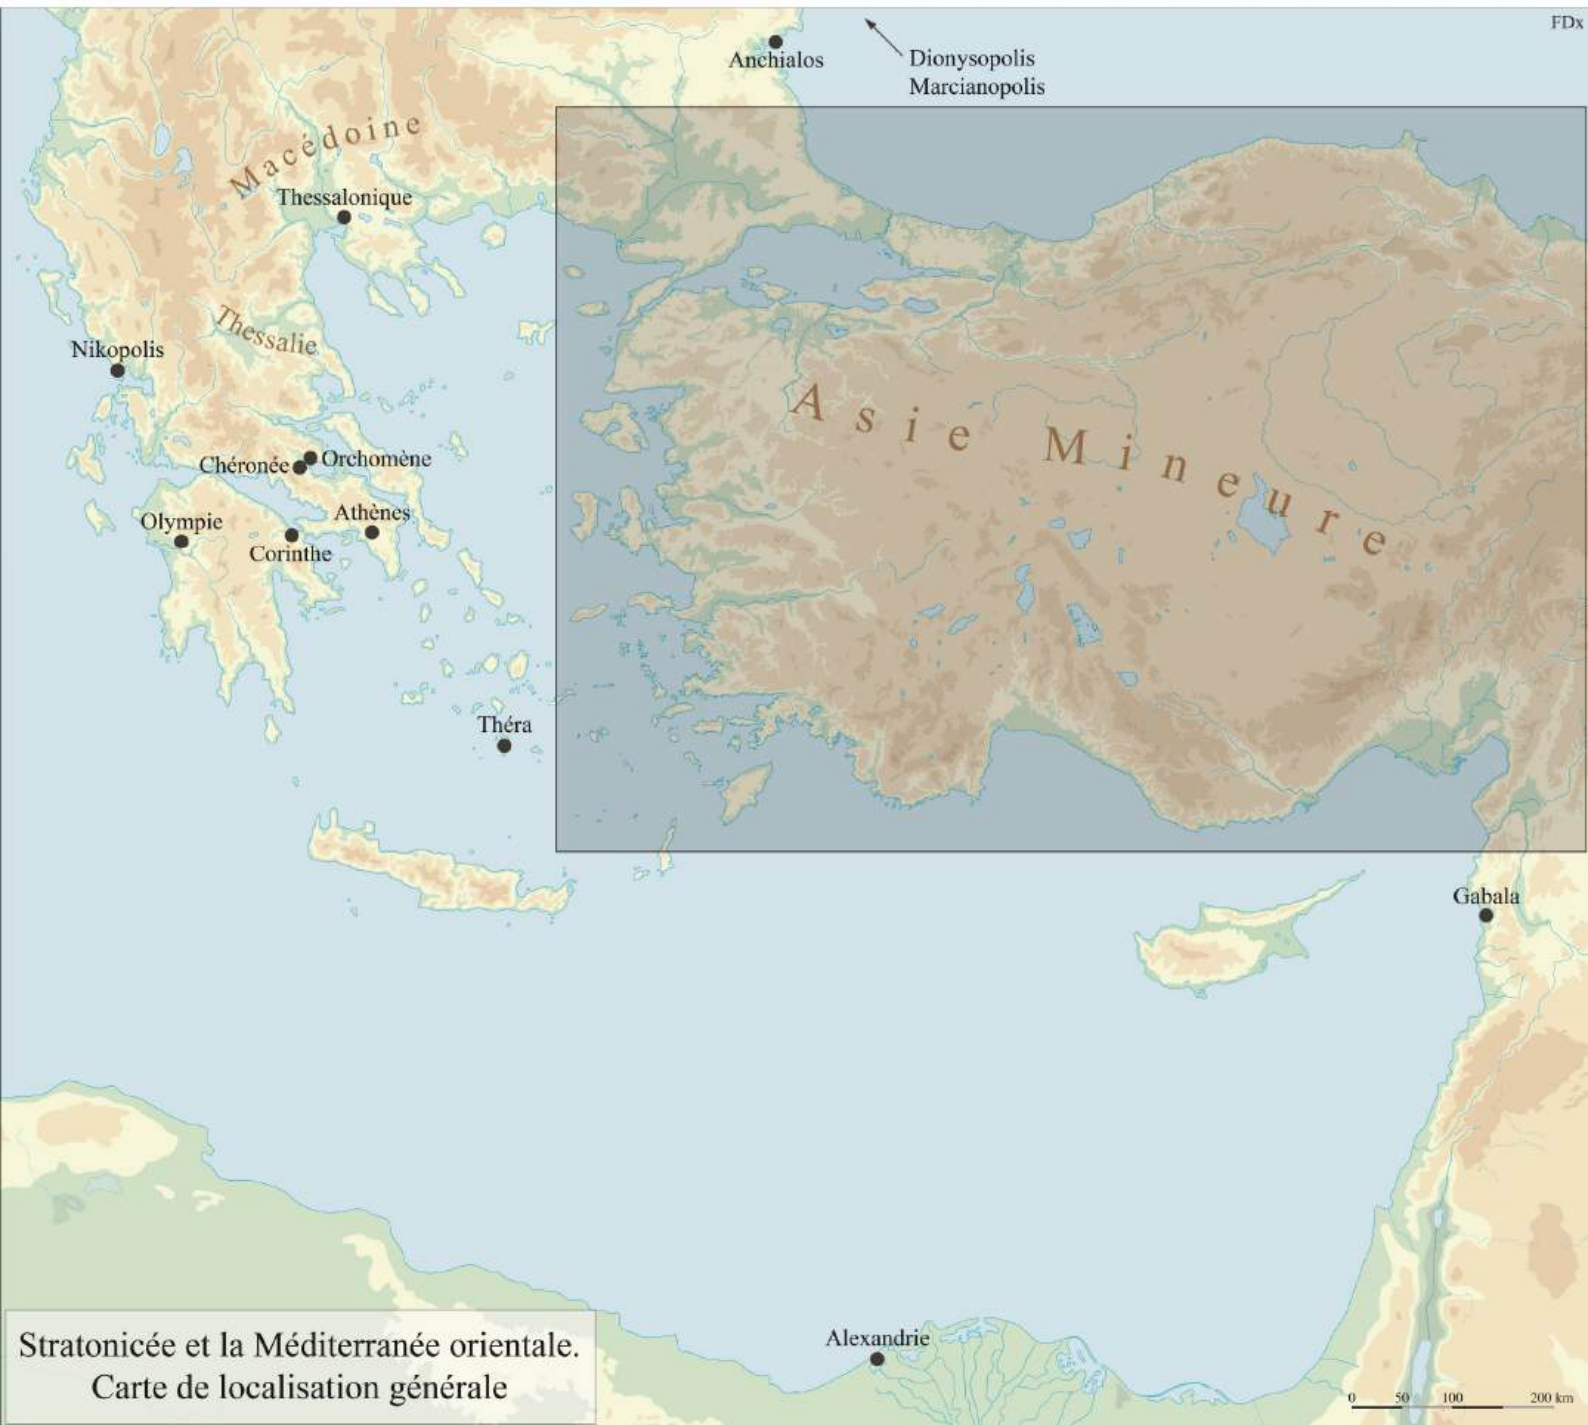 FDx
Anchialos
Dionysopolis
Marcianopolis
Macédoine
Thessalonique
Thessalie
Nikopolis
Asie Mineure
Chéronée
Orchomène
Olympie
Athènes
Corinthe
Théra
Gabala
Alexandrie
Stratonicée et la Méditerranée orientale.
Carte de localisation générale
0 50 100 200 km